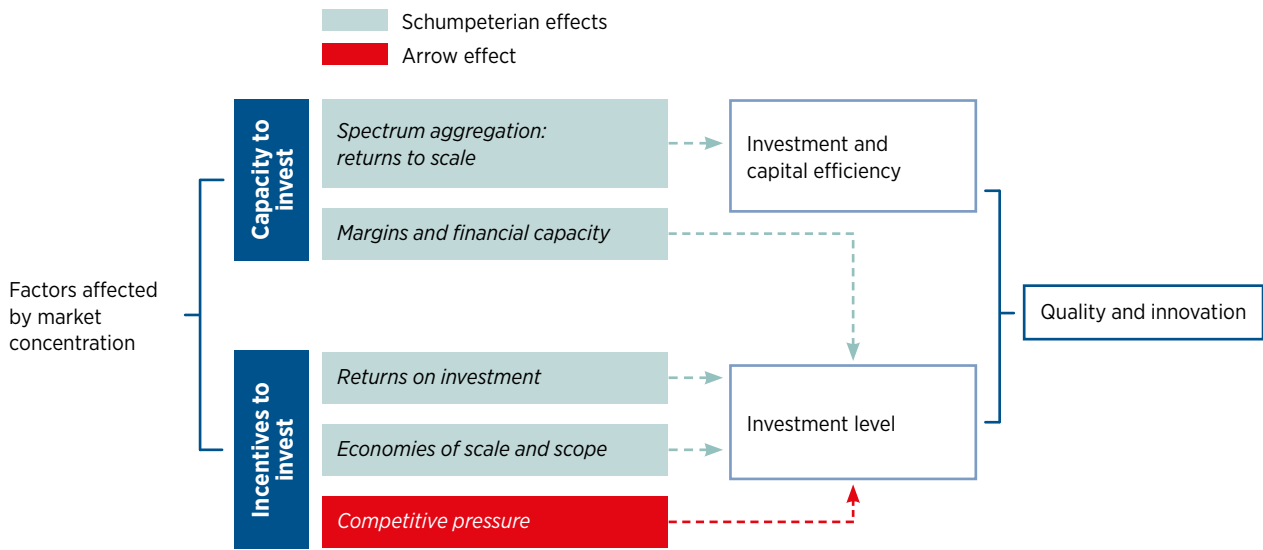 Schumpeterian effects
Arrow effect
Capacity to
invest
Spectrum aggregation:
returns to scale
Investment and
capital efficiency
Margins and financial capacity
Factors affected
by market
concentration
Quality and innovation
Incentives to
invest
Returns on investment
Economies of scale and scope
Investment level
Competitive pressure